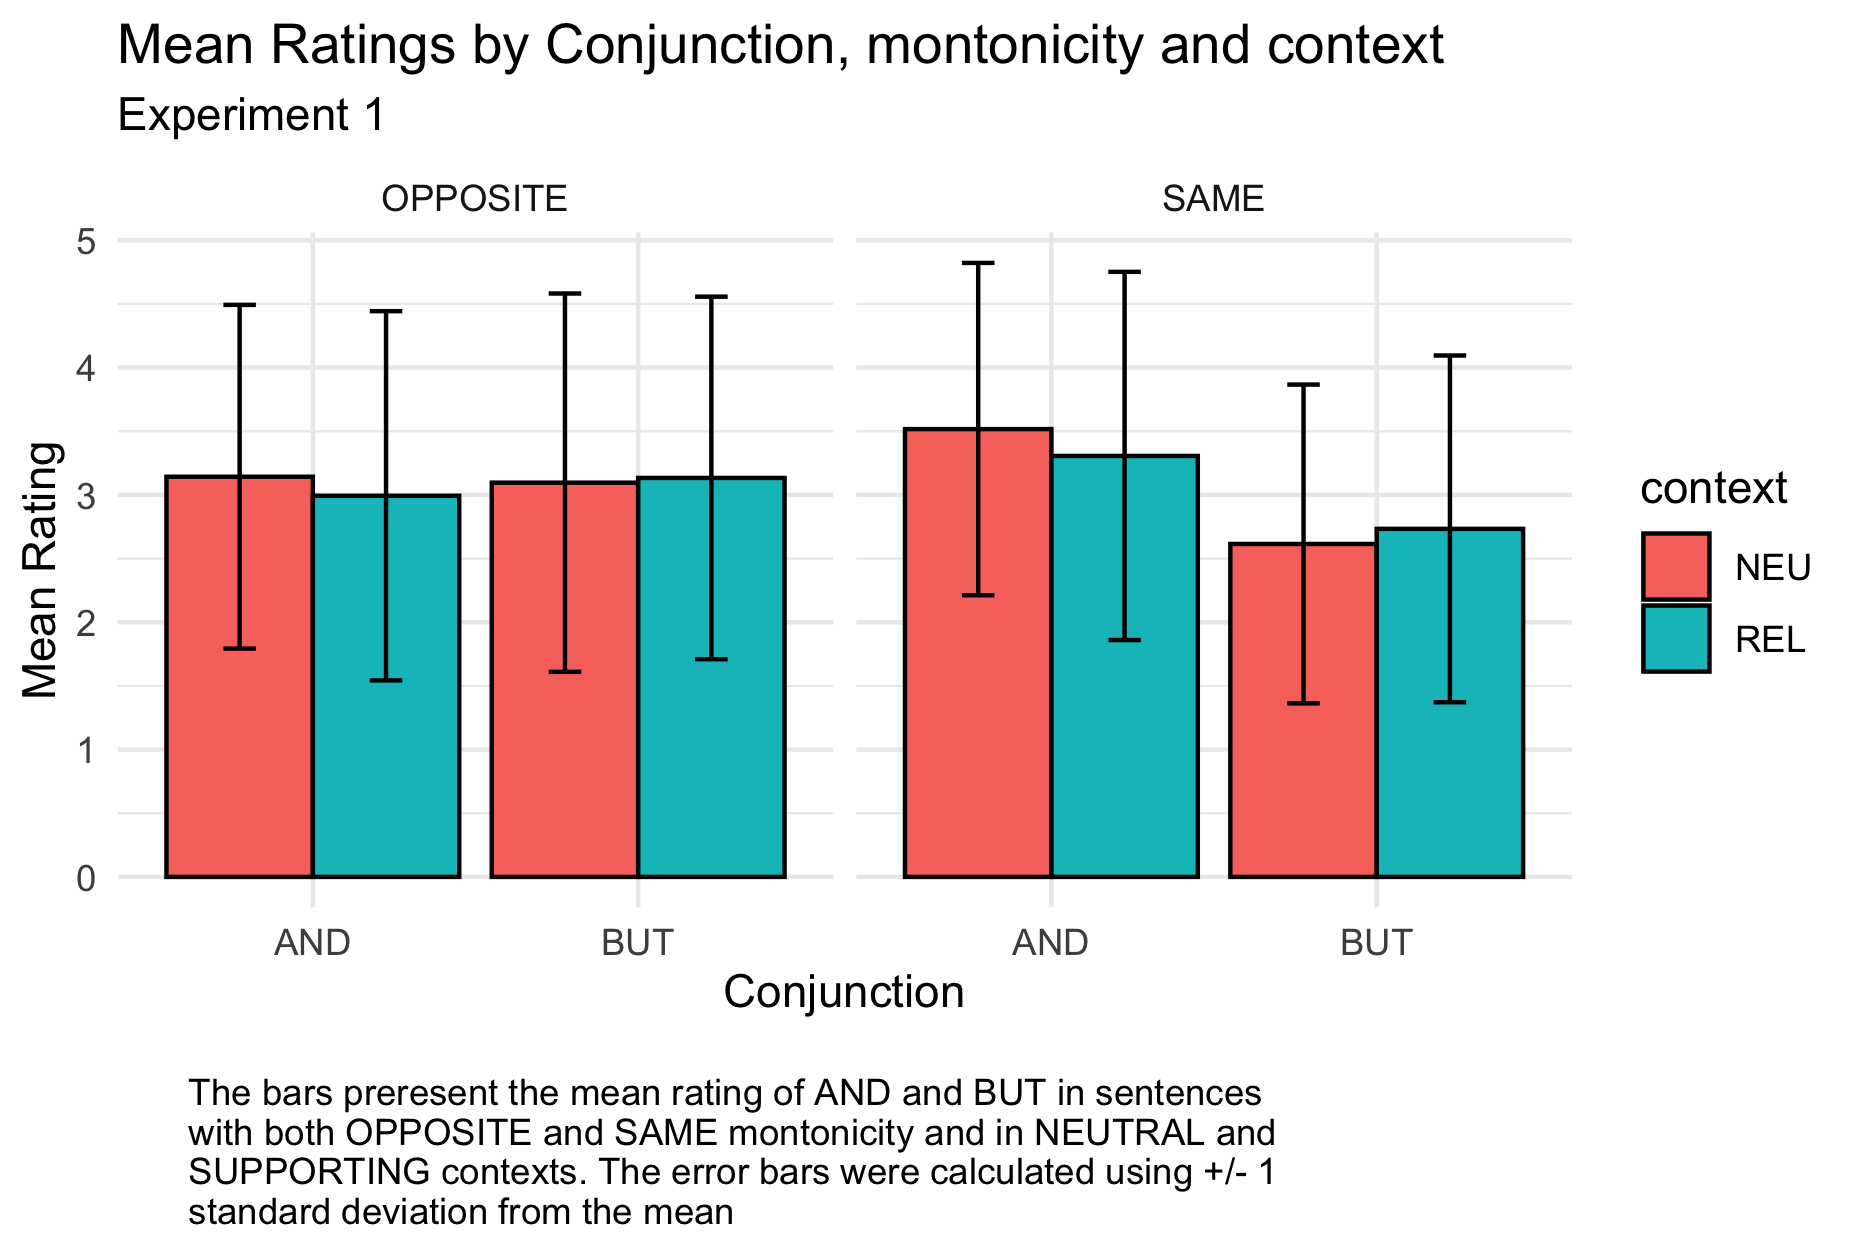 Mean Ratings by Conjunction, montonicity and context
Experiment 1
OPPOSITE
SAME
5
4
3
2
1
0
Mean Rating
AND
BUT
AND
BUT
Conjunction
context
NEU
REL
The bars preresent the mean rating of AND and BUT in sentences
with both OPPOSITE and SAME montonicity and in NEUTRAL and
SUPPORTING contexts. The error bars were calculated using +/- 1
standard deviation from the mean